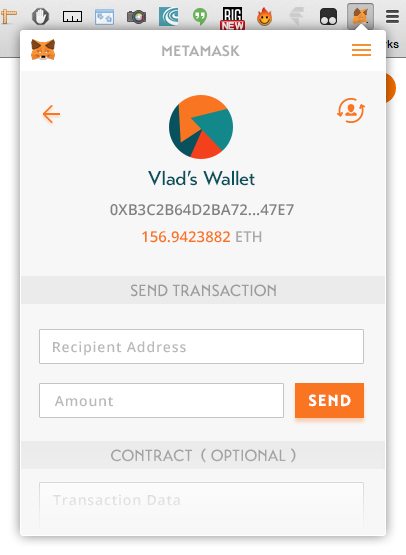 BIG
NEW
rks
METAMASK
Vlad's Wallet
0XB3C2B64D2BA72...47E7
156.9423882 ETH
SEND TRANSACTION
Recipient Address
Amount
SEND
CONTRACT ( OPTIONAL )
Transaction Data